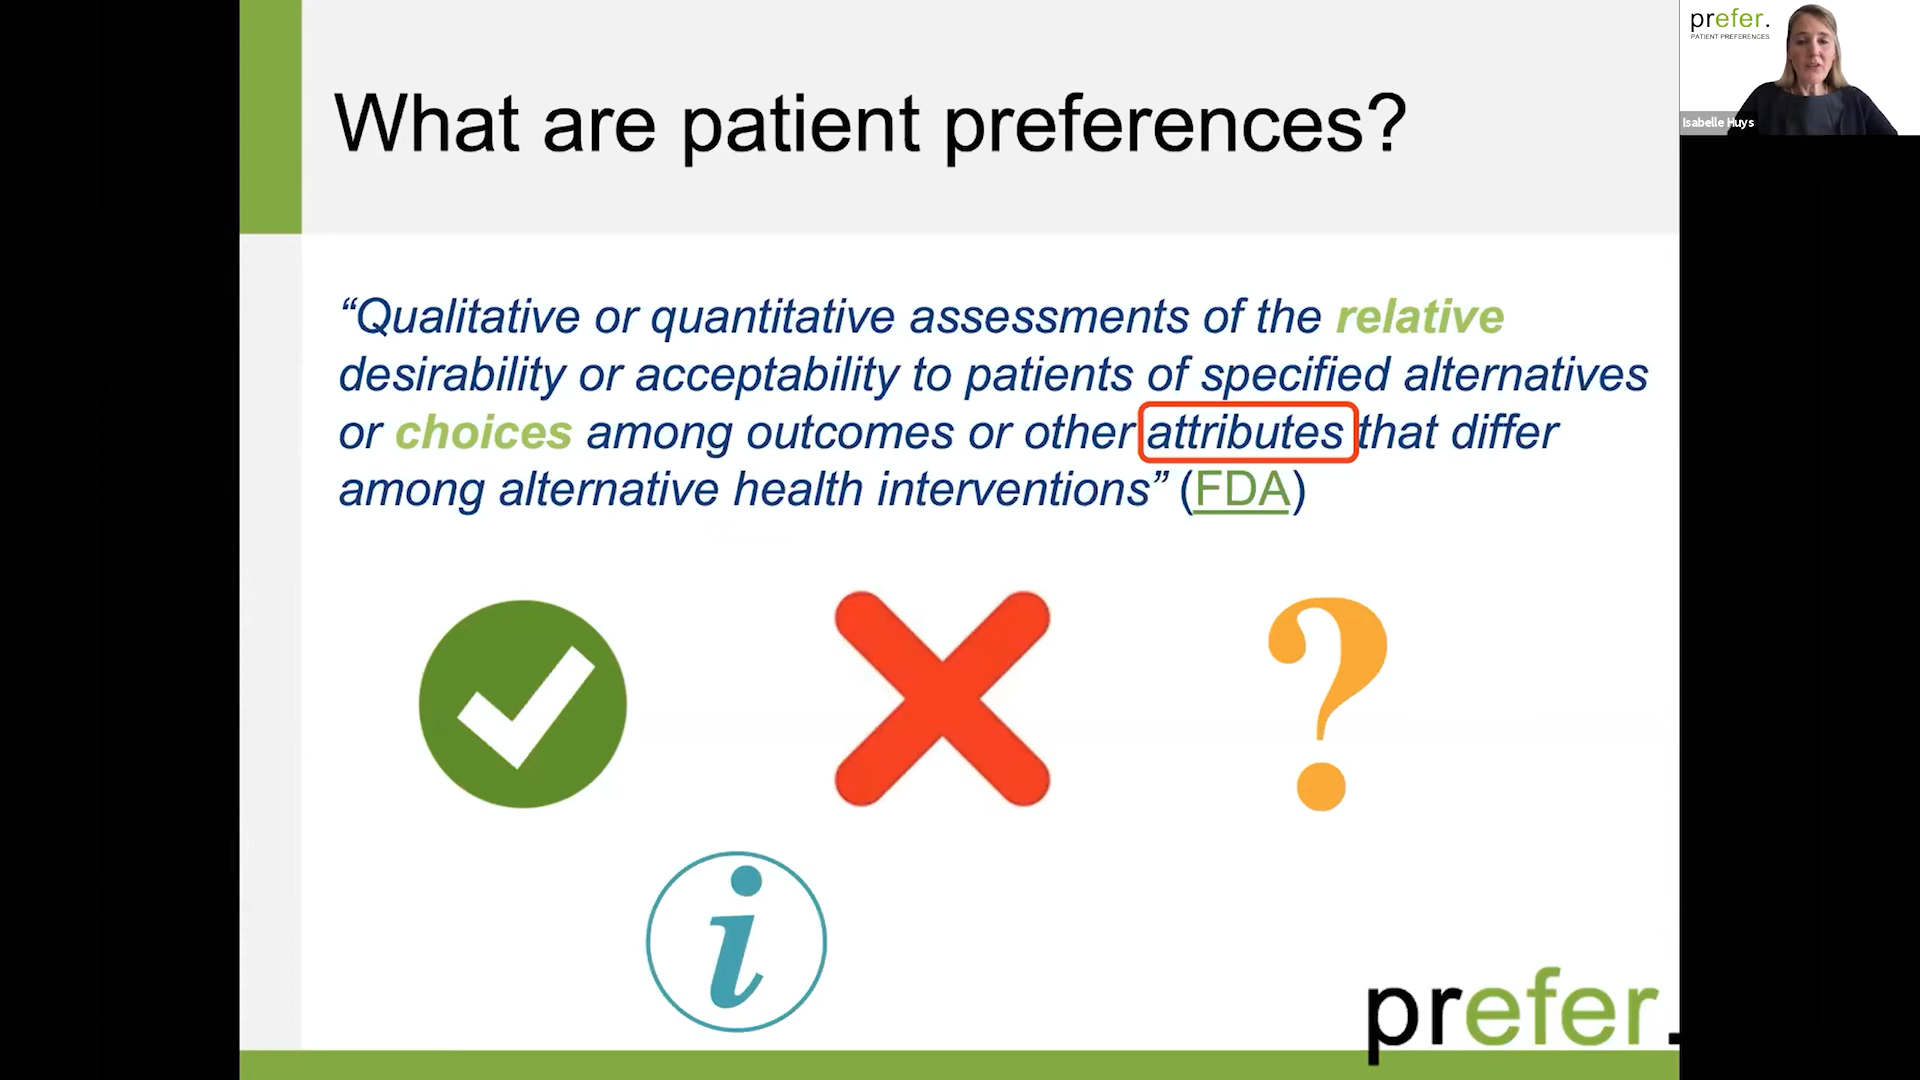 What are patient preferences?
“Qualitative or quantitative assessments of the relative
desirability or acceptability to patients of specified alternatives
or choices among outcomes or other attributes that differ
among alternative health interventions” (FDA)
i
prefer.
prefer.
PATIENT PREFERENCES
Isabelle Huys